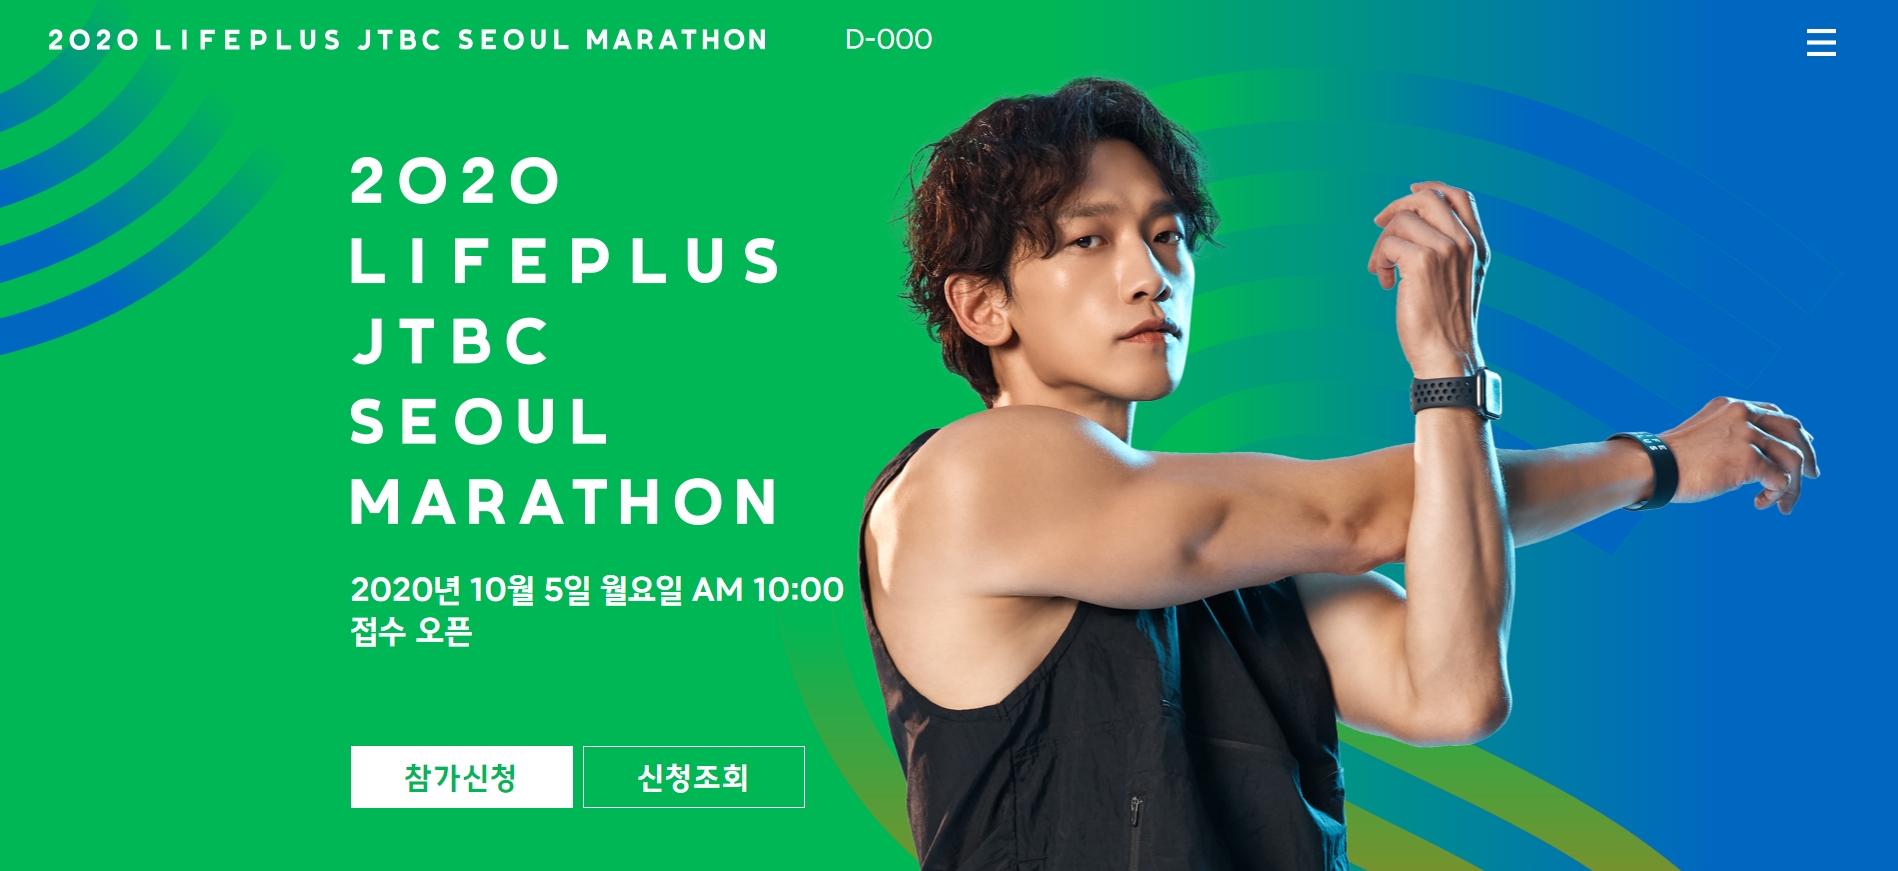 2020 LIFEPLUS JTBC SEOUL MARATHON
D-000
2020
LIFEPLUS
JTBC
SEOUL
MARATHON
2020년 10월 5일 월요일 AM 10:00
접수 오픈
참가신청
신청조회